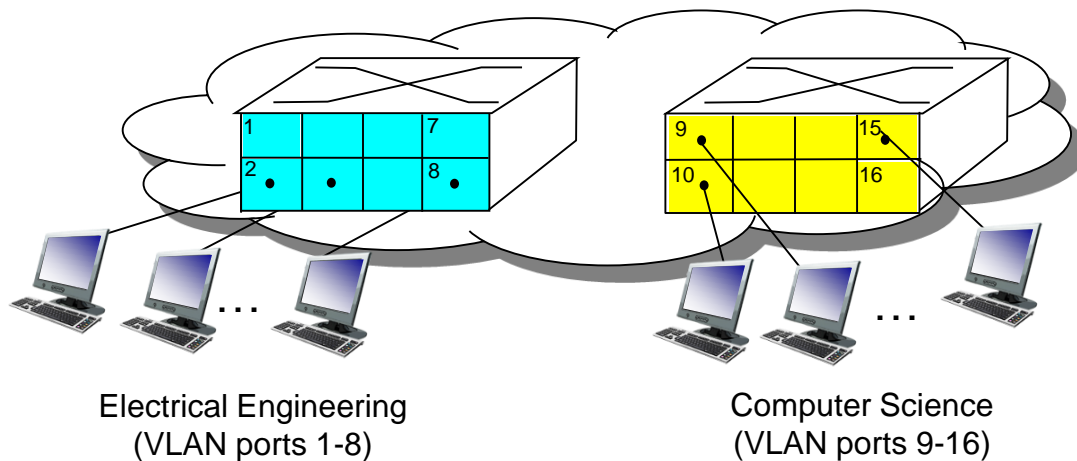 1 7
2 8
9 15
10 16
...
...
Electrical Engineering
(VLAN ports 1-8)
Computer Science
(VLAN ports 9-16)